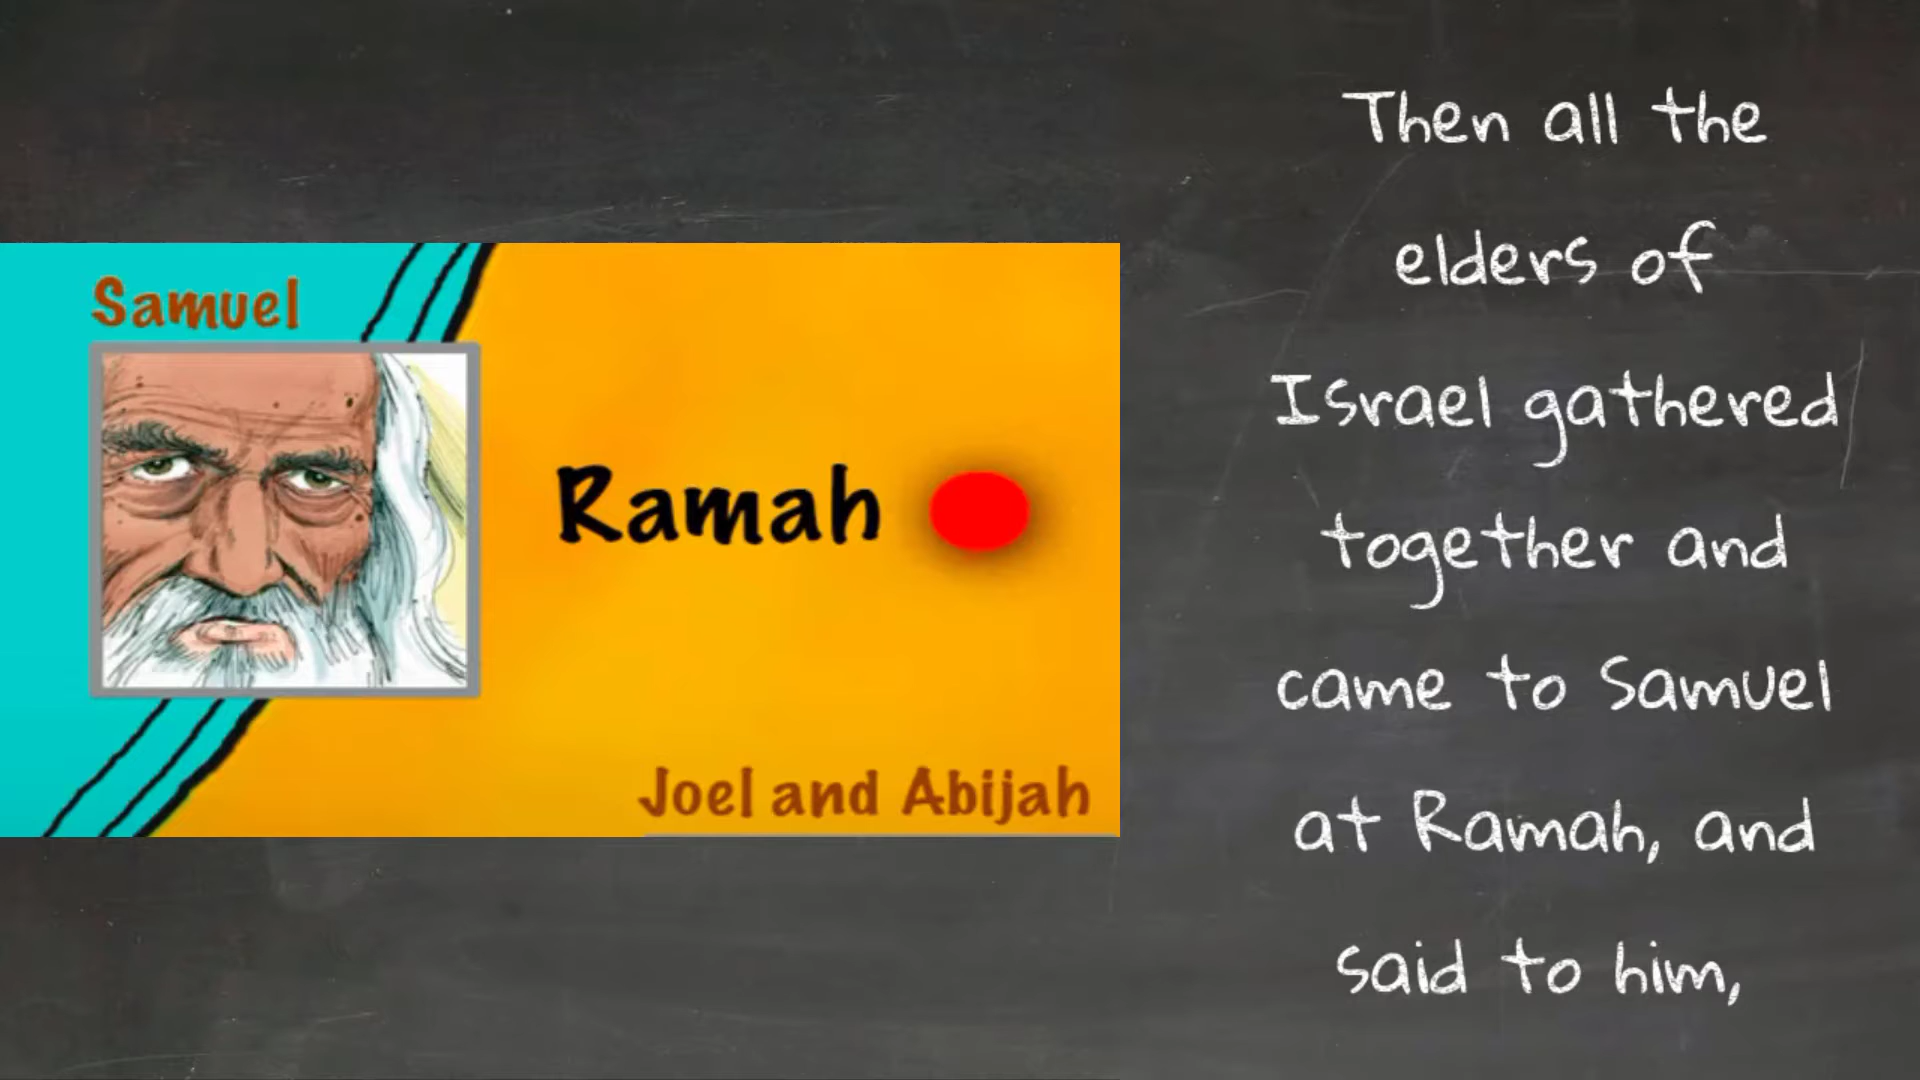 Samuel
Ramah
Joel and Abijah
Then all the
elders of
Israel gathered
together and
came to Samuel
at Ramah, and
said to him,